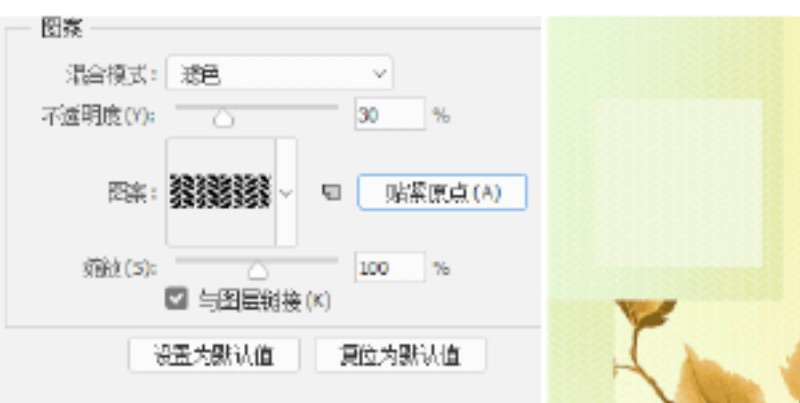 图案
混合模式： 滤色
不透明度(Y)： 30 %
图案： 贴紧原点(A)
缩放(S)： 100 %
与图层链接(K)
设置为默认值 复位为默认值